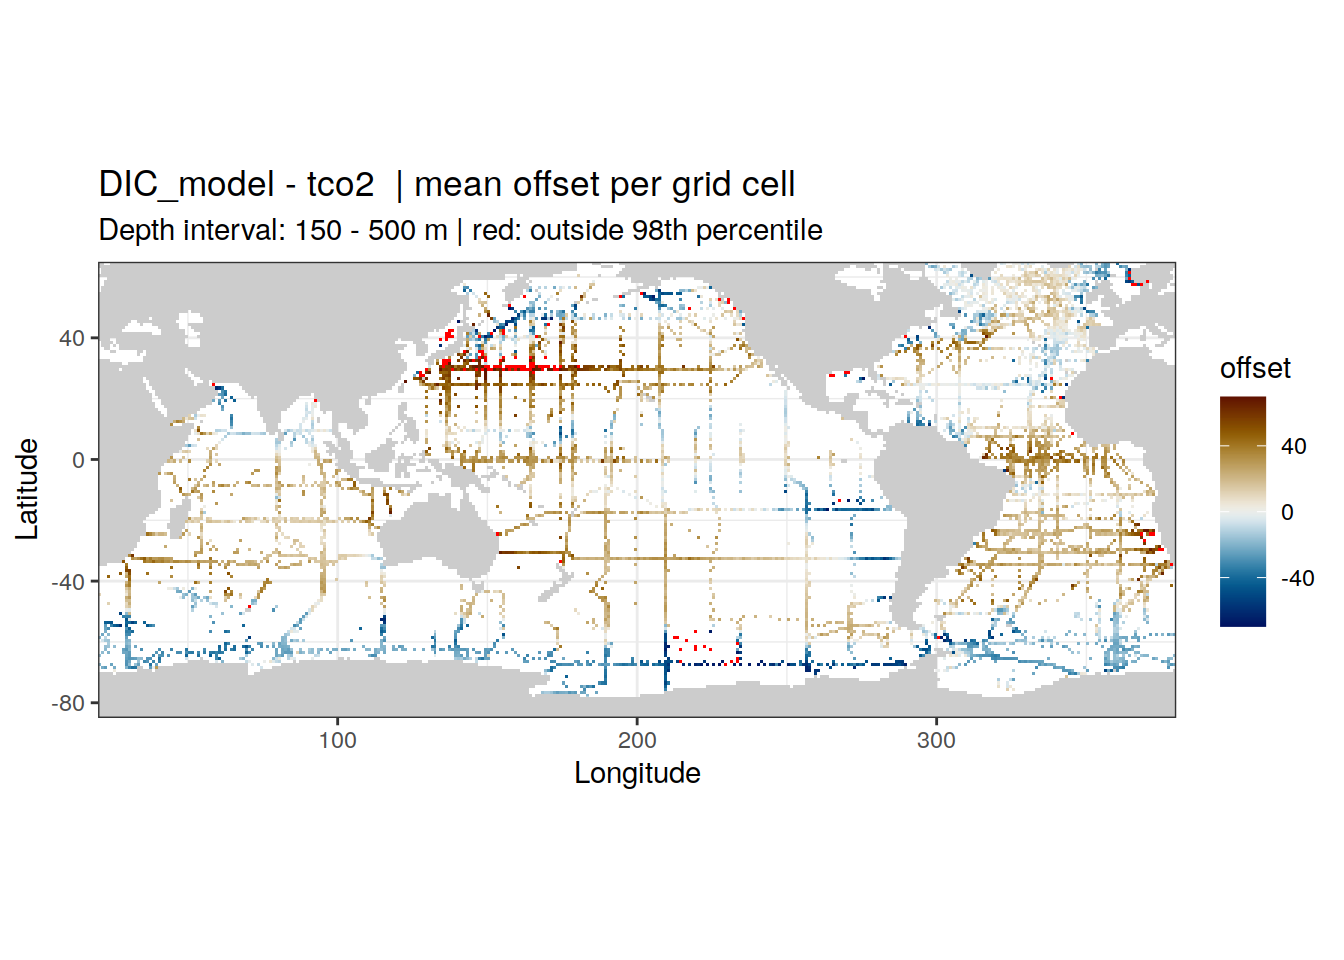 DIC_model - tco2  | mean offset per grid cell
Depth interval: 150 - 500 m | red: outside 98th percentile
offset
40
0
-40
Latitude
40
0
-40
-80
100 200 300
Longitude